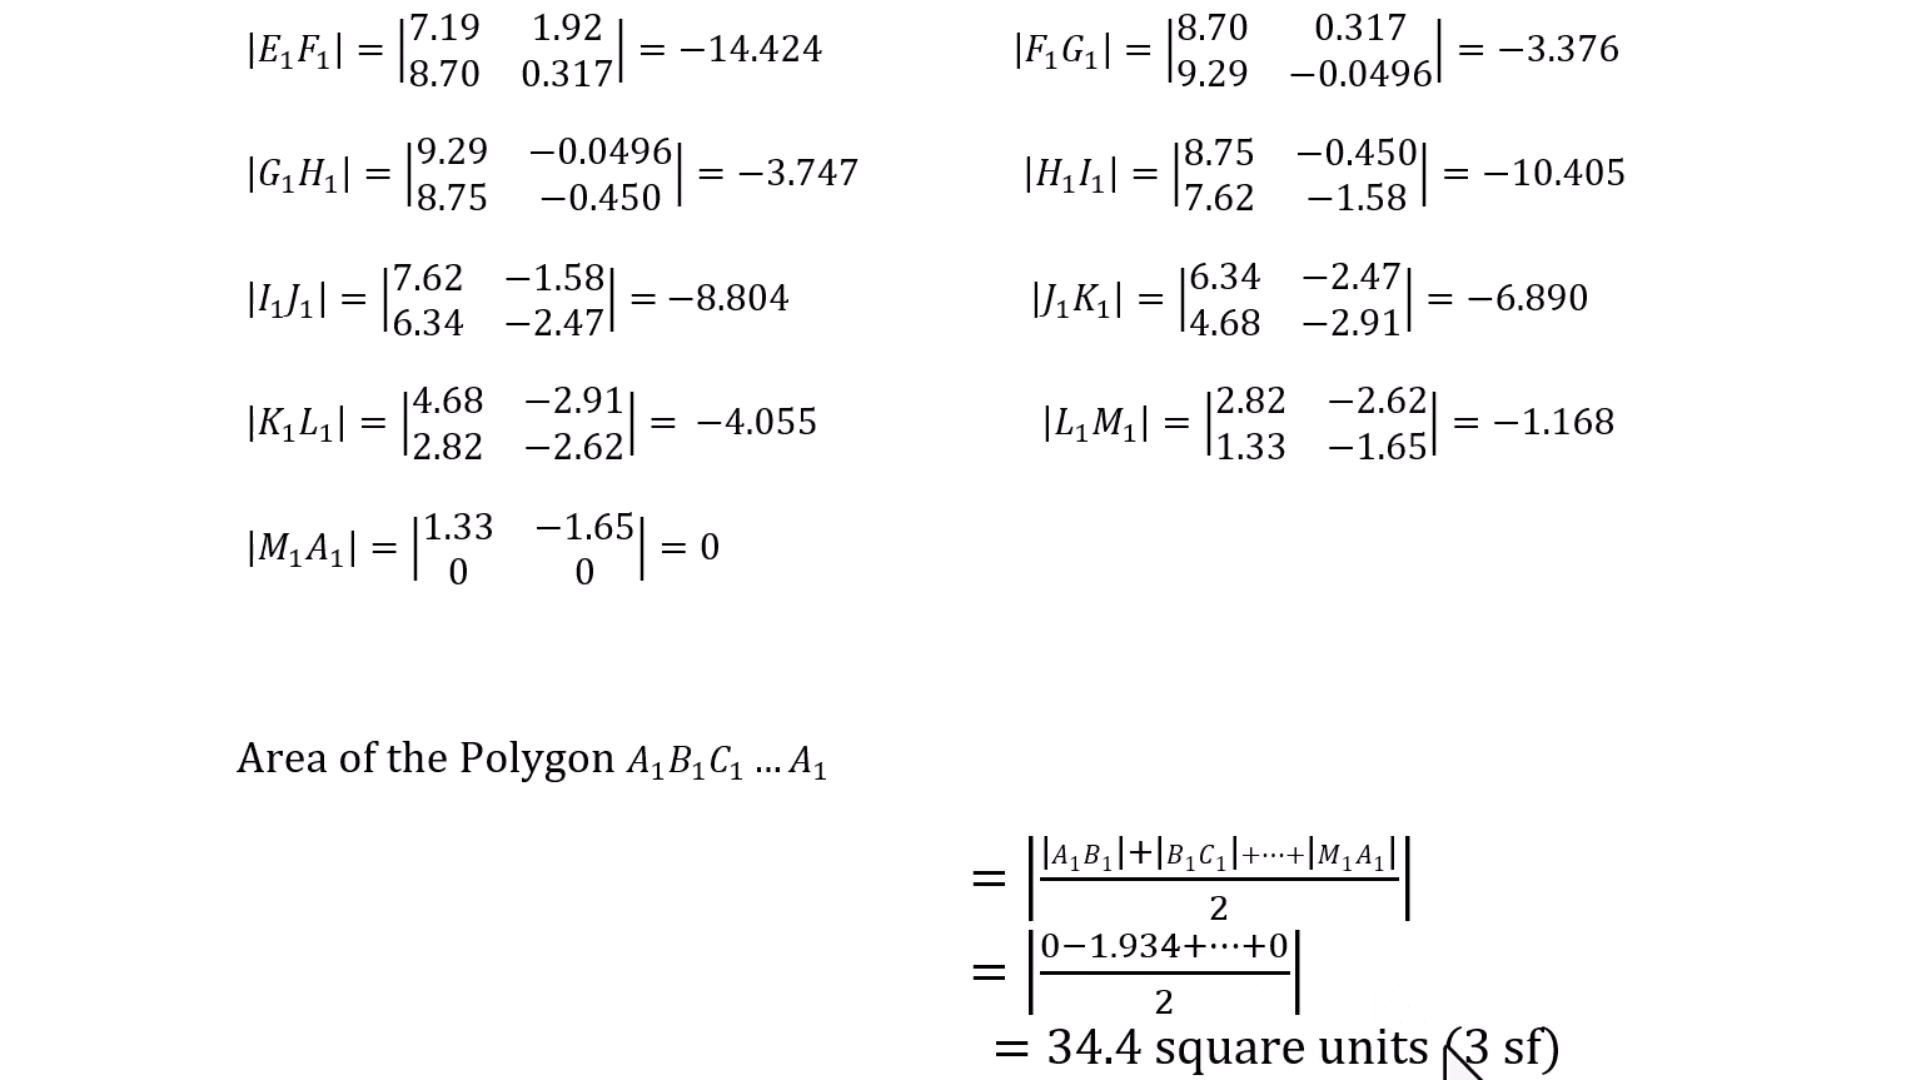 |E₁F₁| = |7.19 1.92; 8.70 0.317| = −14.424
|F₁G₁| = |8.70 0.317; 9.29 −0.0496| = −3.376
|G₁H₁| = |9.29 −0.0496; 8.75 −0.450| = −3.747
|H₁I₁| = |8.75 −0.450; 7.62 −1.58| = −10.405
|I₁J₁| = |7.62 −1.58; 6.34 −2.47| = −8.804
|J₁K₁| = |6.34 −2.47; 4.68 −2.91| = −6.890
|K₁L₁| = |4.68 −2.91; 2.82 −2.62| = −4.055
|L₁M₁| = |2.82 −2.62; 1.33 −1.65| = −1.168
|M₁A₁| = |1.33 −1.65; 0 0| = 0
Area of the Polygon A₁B₁C₁ … A₁
= |(|A₁B₁|+|B₁C₁|+⋯+|M₁A₁|)/2|
= |(0−1.934+⋯+0)/2|
= 34.4 square units (3 sf)